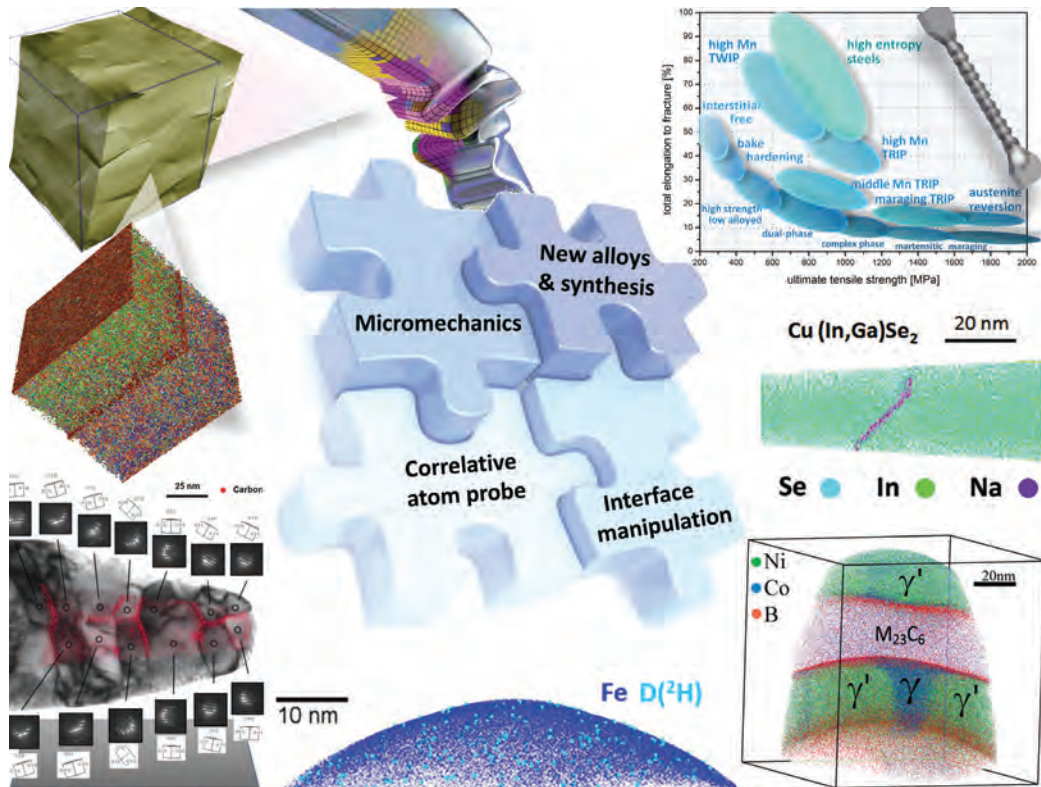 100
90
80
70
60
50
40
30
20
10
5
0
total elongation to fracture [%]
high Mn
TWIP
high entropy
steels
interstitial
free
bake
hardening
high Mn
TRIP
middle Mn TRIP
maraging TRIP
austenite
reversion
high strength
low alloyed
dual-phase
complex phase
martensitic
maraging
200 400 600 800 1000 1200 1400 1600 1800 2000
ultimate tensile strength [MPa]
New alloys
& synthesis
Micromechanics
Correlative
atom probe
Interface
manipulation
Cu (In,Ga)Se₂
20 nm
Se
In
Na
25 nm
Carbon
10 nm
Fe D(²H)
Ni
Co
B
20nm
γ'
M₂₃C₆
γ' γ γ'